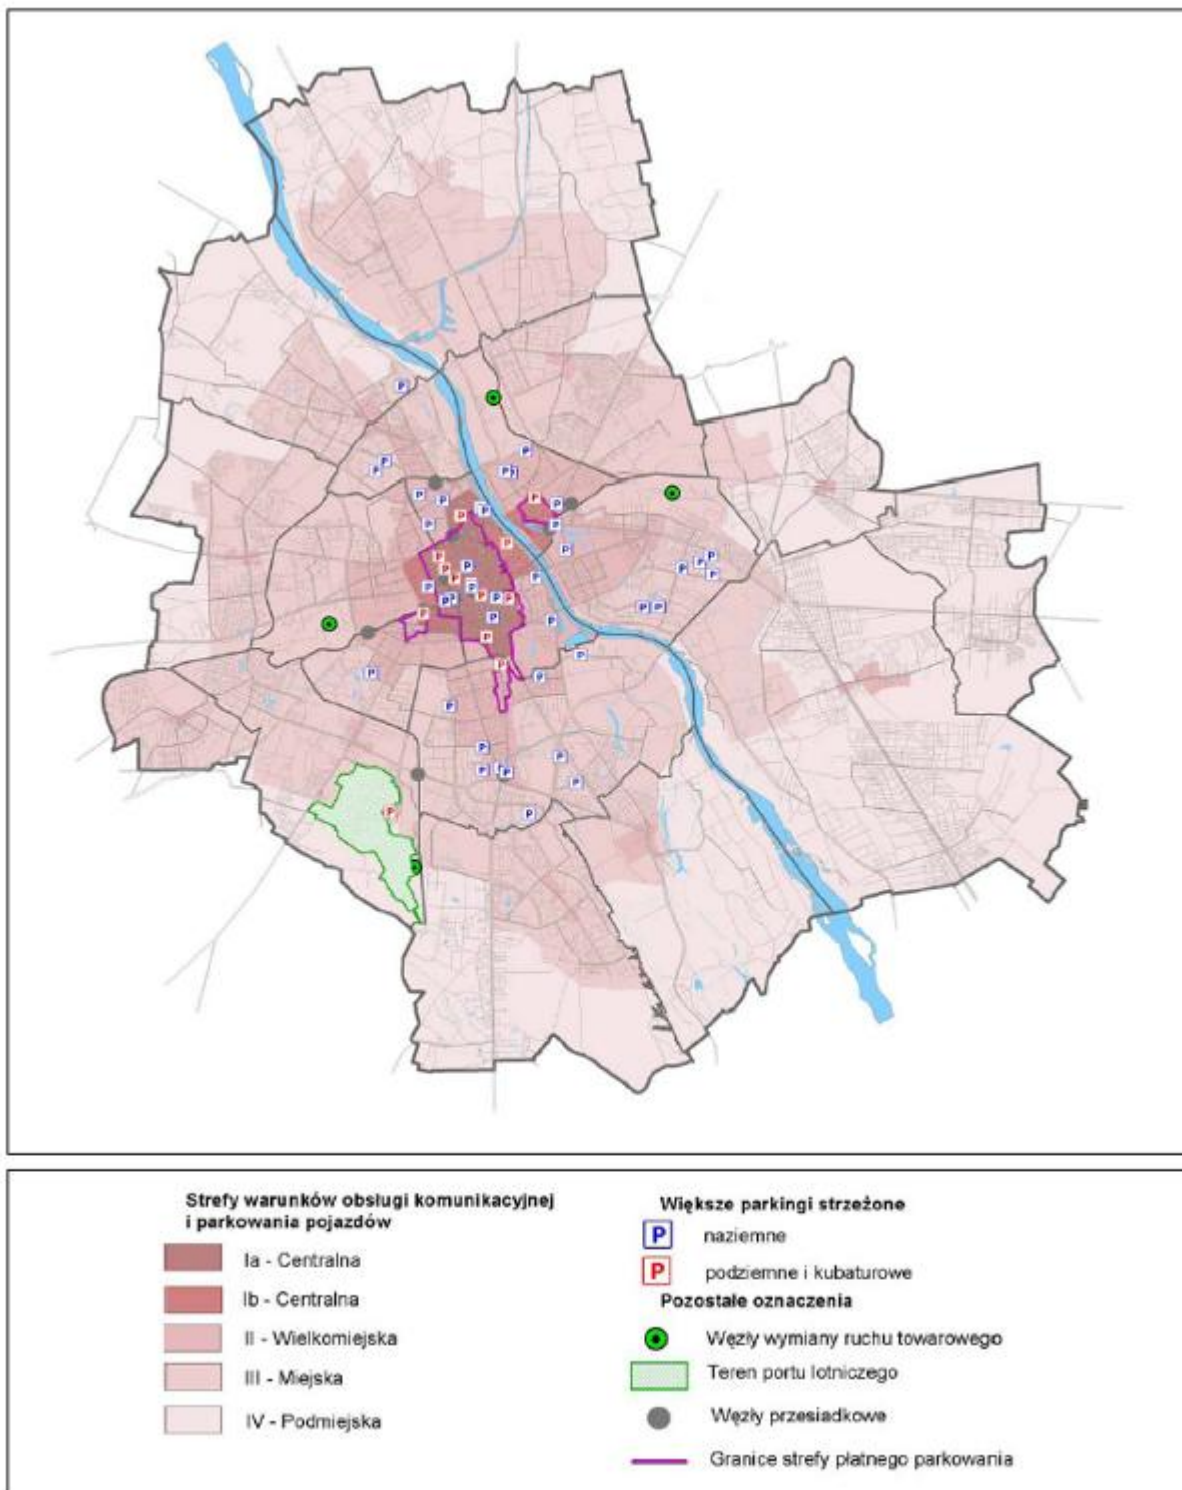 Strefy warunków obsługi komunikacyjnej
i parkowania pojazdów
Ia - Centralna
Ib - Centralna
II - Wielkomiejska
III - Miejska
IV - Podmiejska
Większe parkingi strzeżone
P naziemne
P podziemne i kubaturowe
Pozostałe oznaczenia
Węzły wymiany ruchu towarowego
Teren portu lotniczego
Węzły przesiadkowe
Granice strefy płatnego parkowania